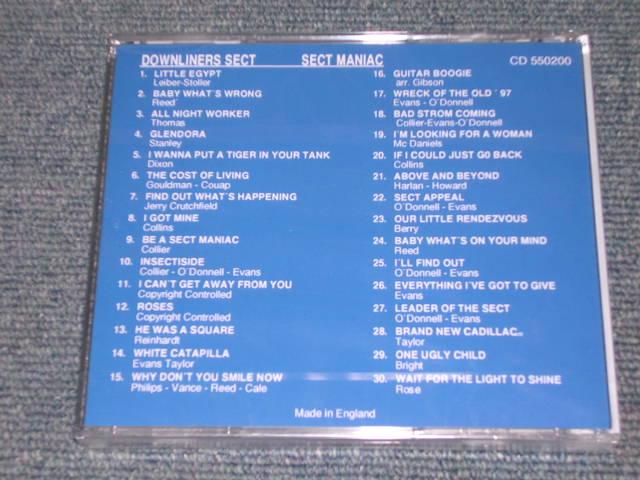 DOWNLINERS SECT SECT MANIAC CD 550200
1. LITTLE EGYPT
Leiber-Stoller
2. BABY WHAT´S WRONG
Reed
3. ALL NIGHT WORKER
Thomas
4. GLENDORA
Stanley
5. I WANNA PUT A TIGER IN YOUR TANK
Dixon
6. THE COST OF LIVING
Gouldman - Couap
7. FIND OUT WHAT´S HAPPENING
Jerry Crutchfield
8. I GOT MINE
Collins
9. BE A SECT MANIAC
Collier
10. INSECTISIDE
Collier - O´Donnell - Evans
11. I CAN´T GET AWAY FROM YOU
Copyright Controlled
12. ROSES
Copyright Controlled
13. HE WAS A SQUARE
Reinhardt
14. WHITE CATAPILLA
Evans Taylor
15. WHY DON´T YOU SMILE NOW
Philips - Vance - Reed - Cale
16. GUITAR BOOGIE
arr. Gibson
17. WRECK OF THE OLD ´97
Evans - O´Donnell
18. BAD STROM COMING
Collier-Evans-O´Donnell
19. I´M LOOKING FOR A WOMAN
Mc Daniels
20. IF I COULD JUST GO BACK
Collins
21. ABOVE AND BEYOND
Harlan - Howard
22. SECT APPEAL
O´Donnell - Evans
23. OUR LITTLE RENDEZVOUS
Berry
24. BABY WHAT´S ON YOUR MIND
Reed
25. I´LL FIND OUT
O´Donnell - Evans
26. EVERYTHING I´VE GOT TO GIVE
Evans
27. LEADER OF THE SECT
O´Donnell - Evans
28. BRAND NEW CADILLAC
Taylor
29. ONE UGLY CHILD
Bright
30. WAIT FOR THE LIGHT TO SHINE
Rose
Made in England